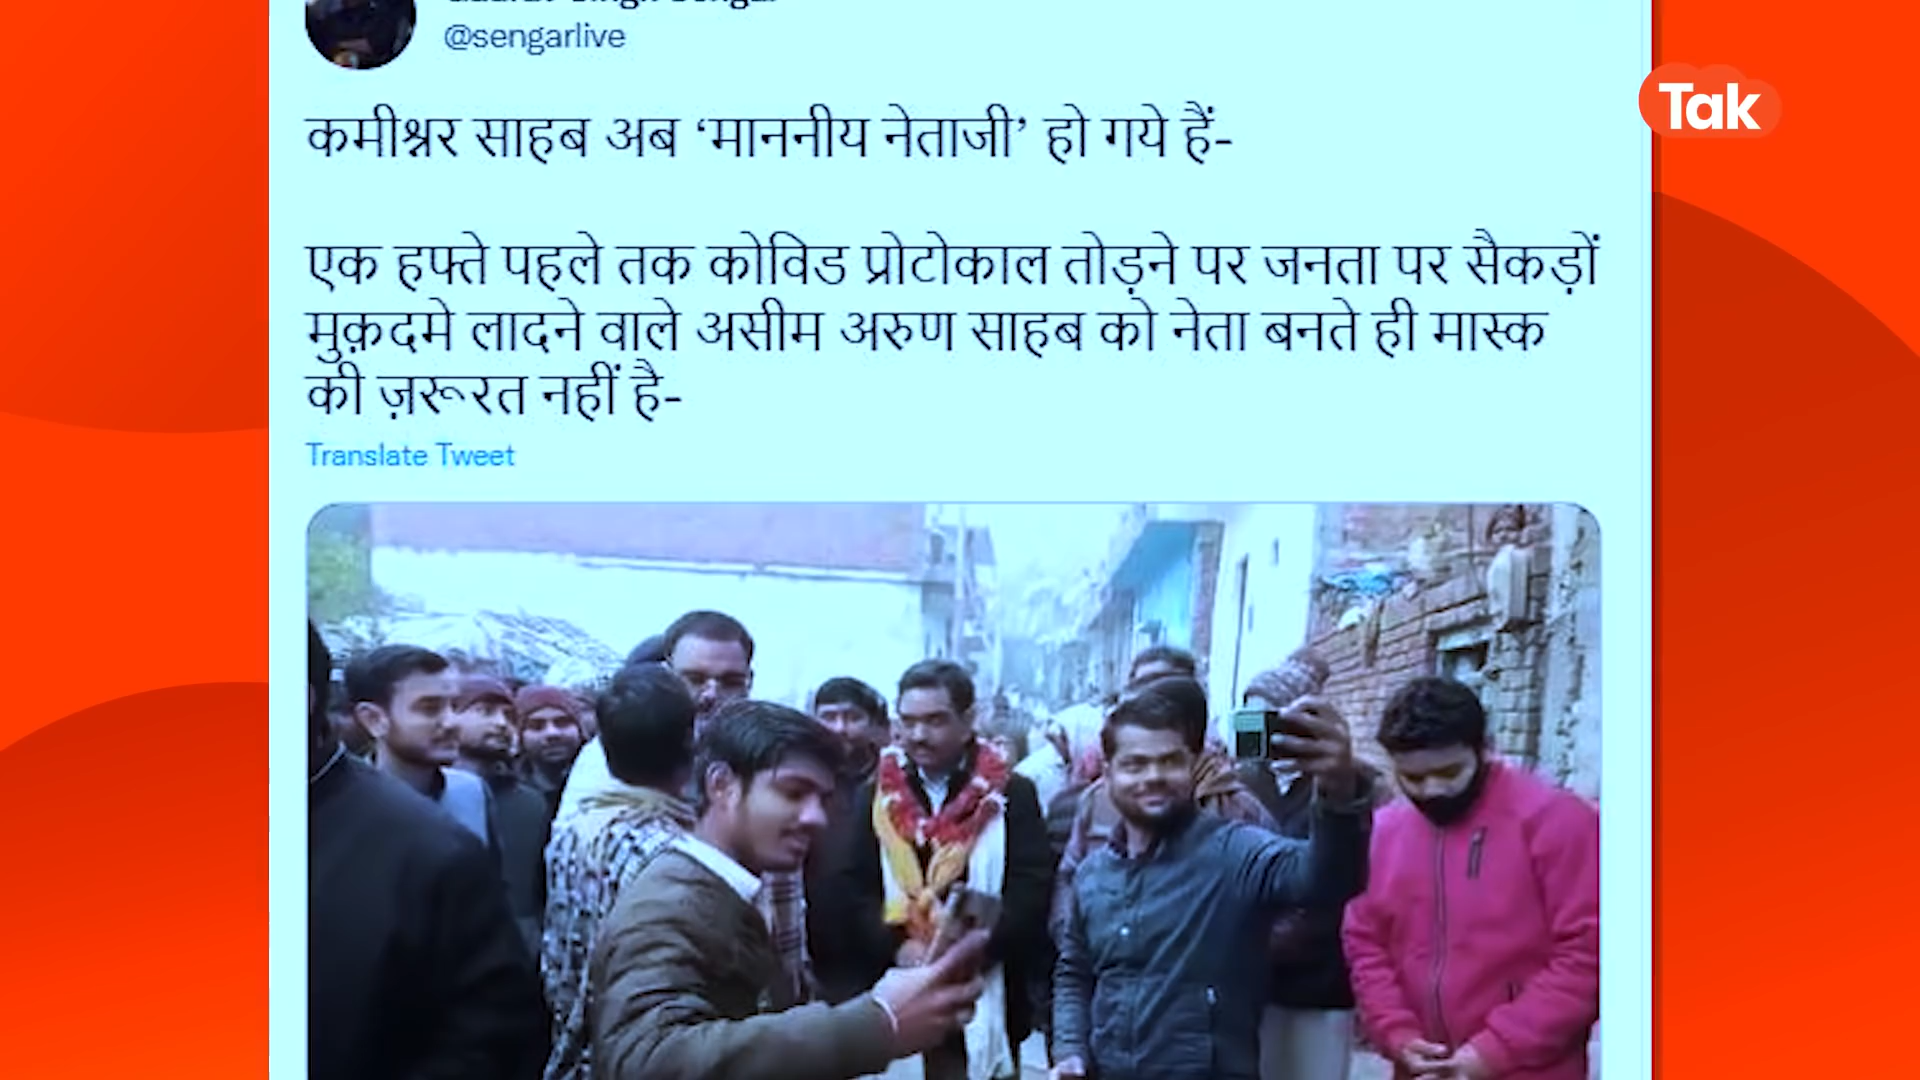 @sengarlive
Tak
कमीश्नर साहब अब ‘माननीय नेताजी’ हो गये हैं-
एक हफ्ते पहले तक कोविड प्रोटोकाल तोड़ने पर जनता पर सैकड़ों
मुक़दमे लादने वाले असीम अरुण साहब को नेता बनते ही मास्क
की ज़रूरत नहीं है-
Translate Tweet